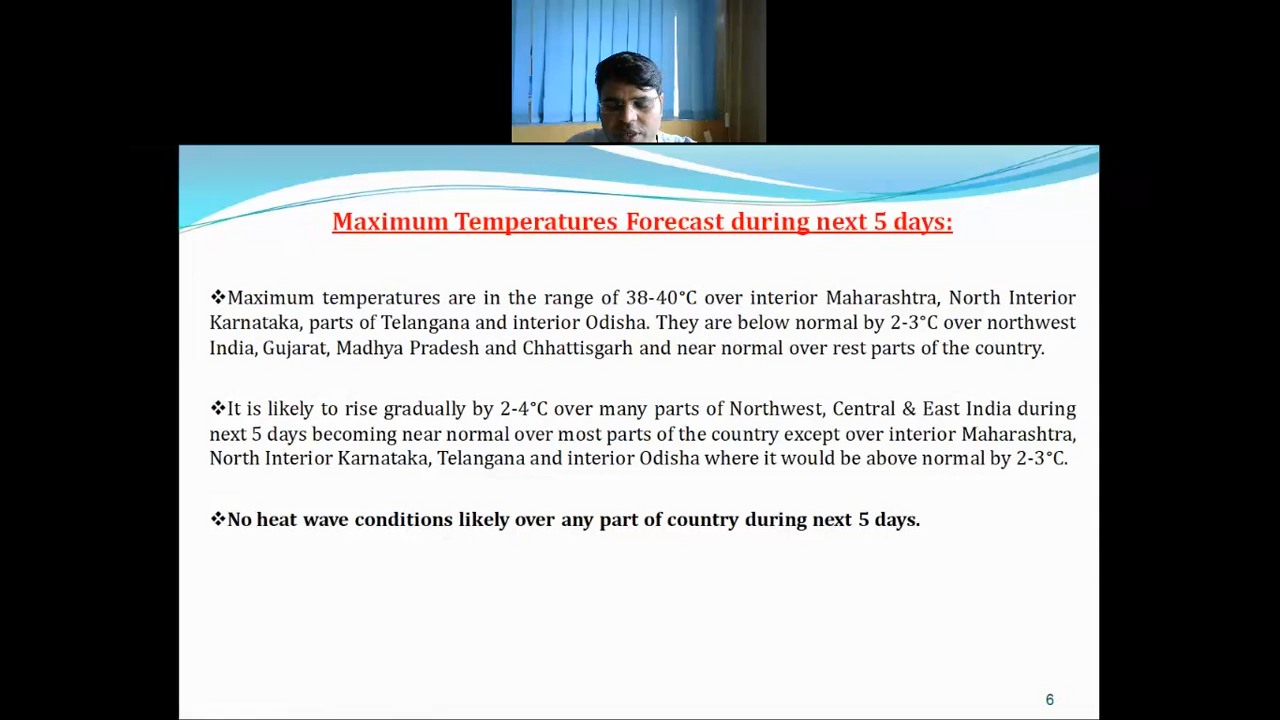 Maximum Temperatures Forecast during next 5 days:
❖Maximum temperatures are in the range of 38-40°C over interior Maharashtra, North Interior
Karnataka, parts of Telangana and interior Odisha. They are below normal by 2-3°C over northwest
India, Gujarat, Madhya Pradesh and Chhattisgarh and near normal over rest parts of the country.
❖It is likely to rise gradually by 2-4°C over many parts of Northwest, Central & East India during
next 5 days becoming near normal over most parts of the country except over interior Maharashtra,
North Interior Karnataka, Telangana and interior Odisha where it would be above normal by 2-3°C.
❖No heat wave conditions likely over any part of country during next 5 days.
6